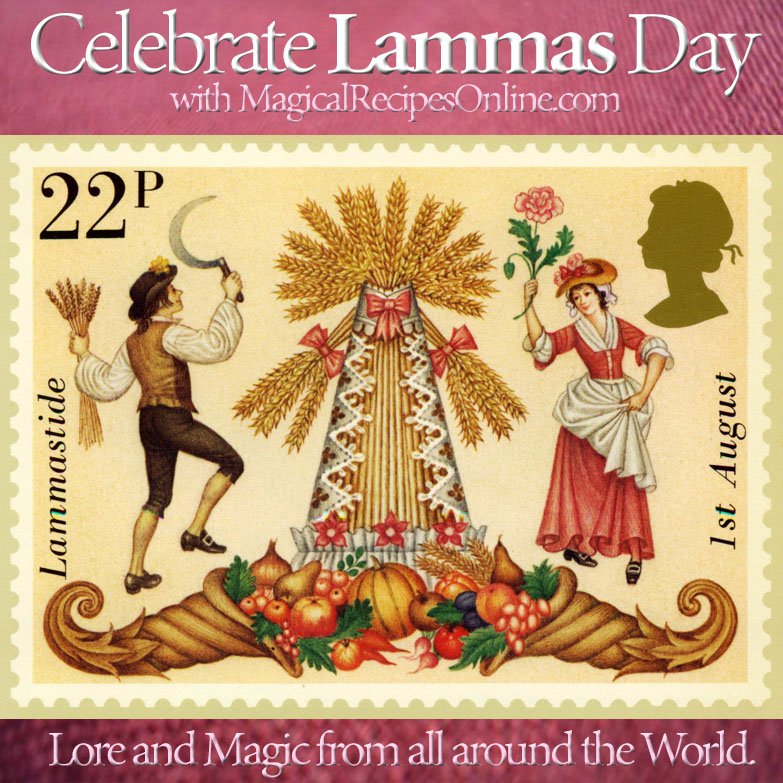 Celebrate Lammas Day
with MagicalRecipesOnline.com
22P
Lammastide
1st August
Lore and Magic from all around the World.